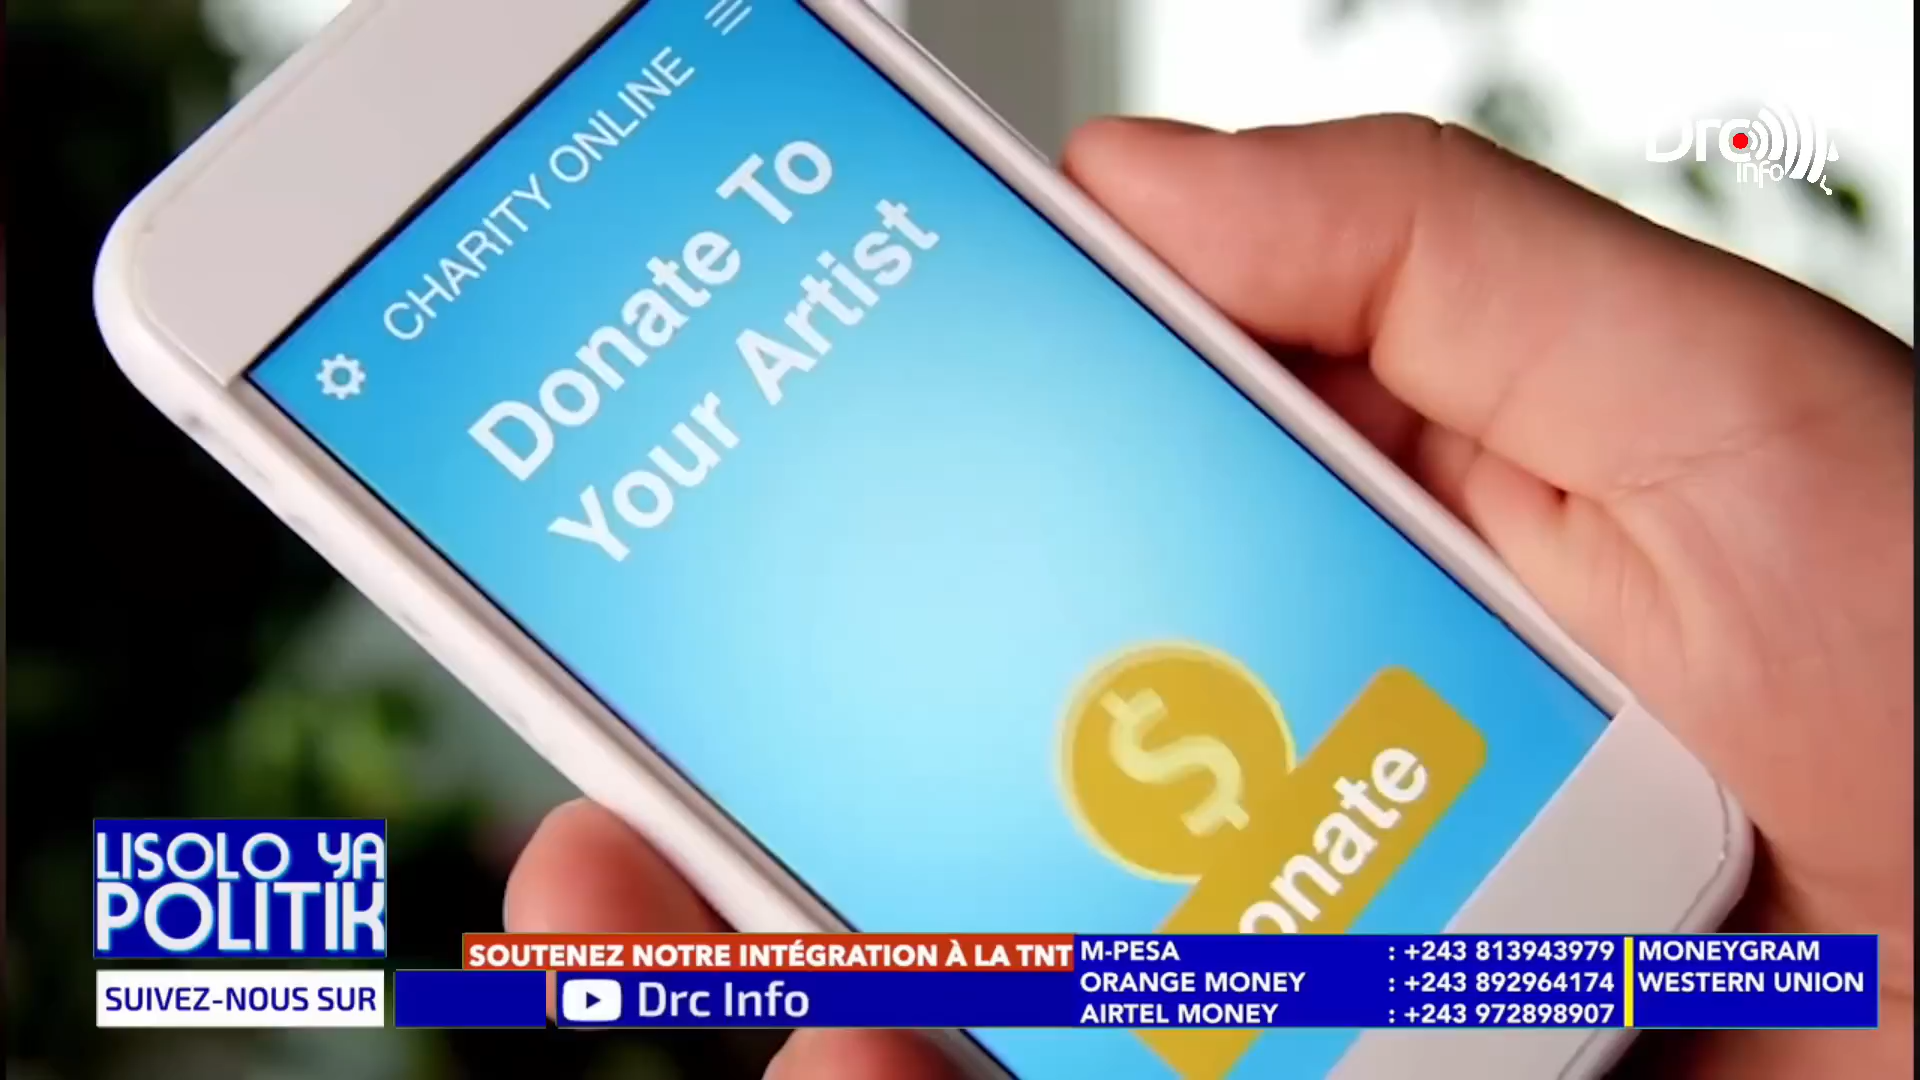 CHARITY ONLINE
Donate To
Your Artist
onate
Drc
info
LISOLO YA
POLITIK
SUIVEZ-NOUS SUR
SOUTENEZ NOTRE INTÉGRATION À LA TNT
Drc Info
M-PESA : +243 813943979
ORANGE MONEY : +243 892964174
AIRTEL MONEY : +243 972898907
MONEYGRAM
WESTERN UNION